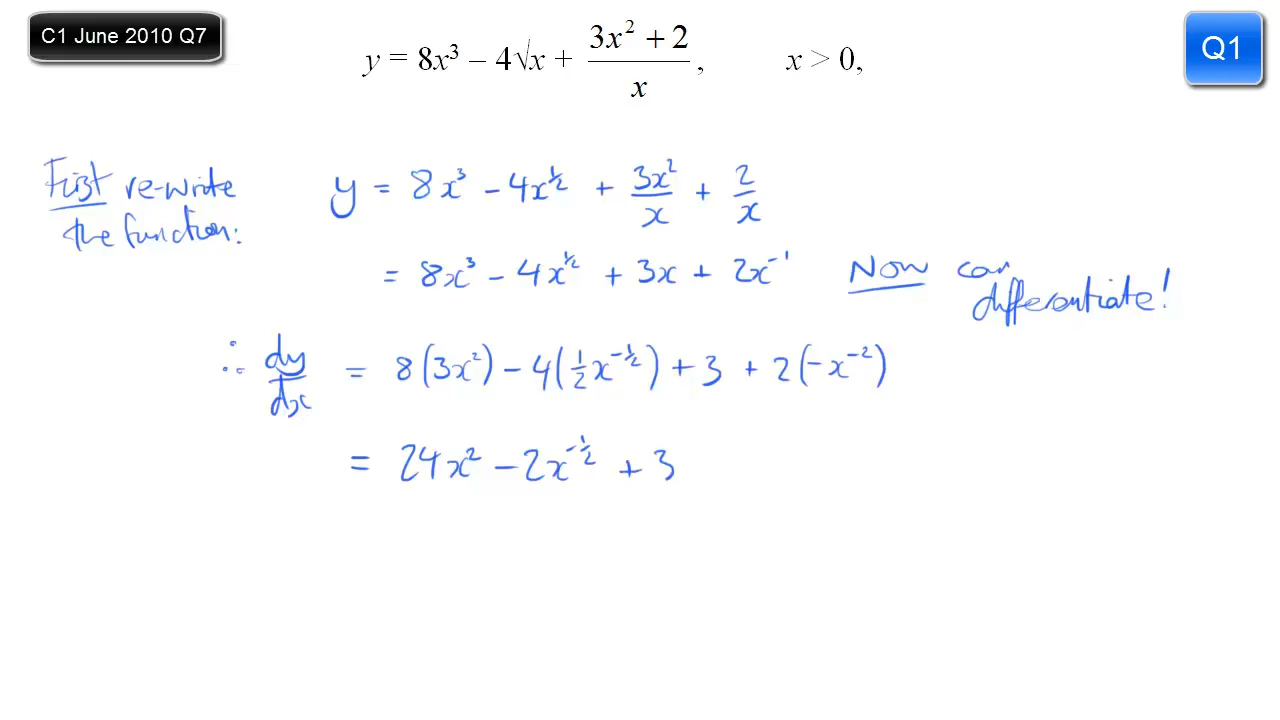 C1 June 2010 Q7
y = 8x³ – 4√x + (3x² + 2)/x, x > 0,
Q1
First re-write the function:
y = 8x³ - 4x^½ + 3x²/x + 2/x
= 8x³ - 4x^½ + 3x + 2x⁻¹ Now can differentiate!
∴ dy/dx = 8(3x²) - 4(½x^-½) + 3 + 2(-x⁻²)
= 24x² - 2x^-½ + 3